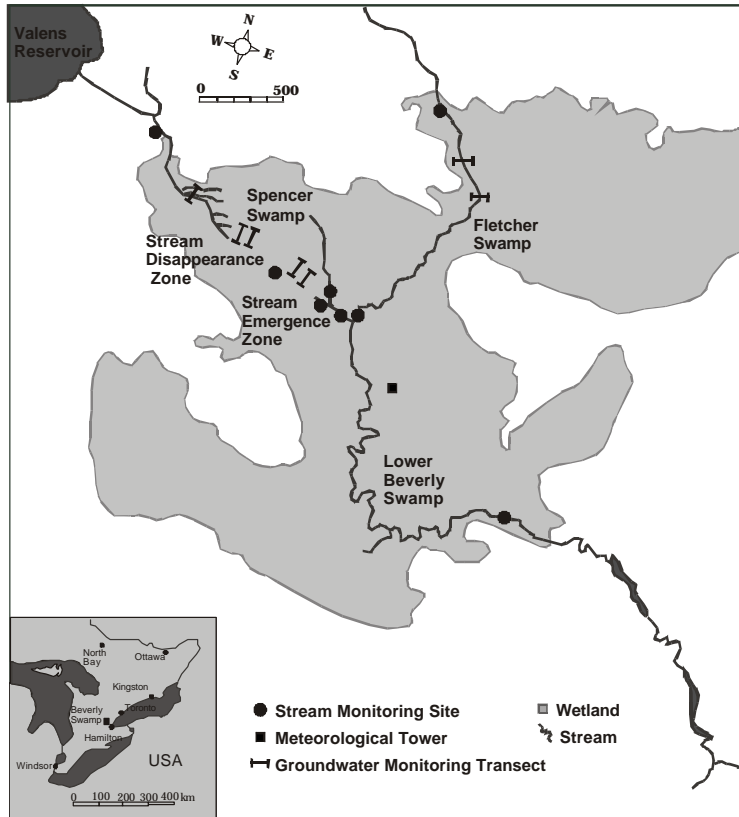 Valens
Reservoir
N
W
E
S
0 500
Spencer
Swamp
Fletcher
Swamp
Stream
Disappearance
Zone
Stream
Emergence
Zone
Lower
Beverly
Swamp
North
Bay
Ottawa
Kingston
Beverly
Swamp
Toronto
Hamilton
Windsor
USA
0 100 200 300 400 km
Stream Monitoring Site
Meteorological Tower
Groundwater Monitoring Transect
Wetland
Stream